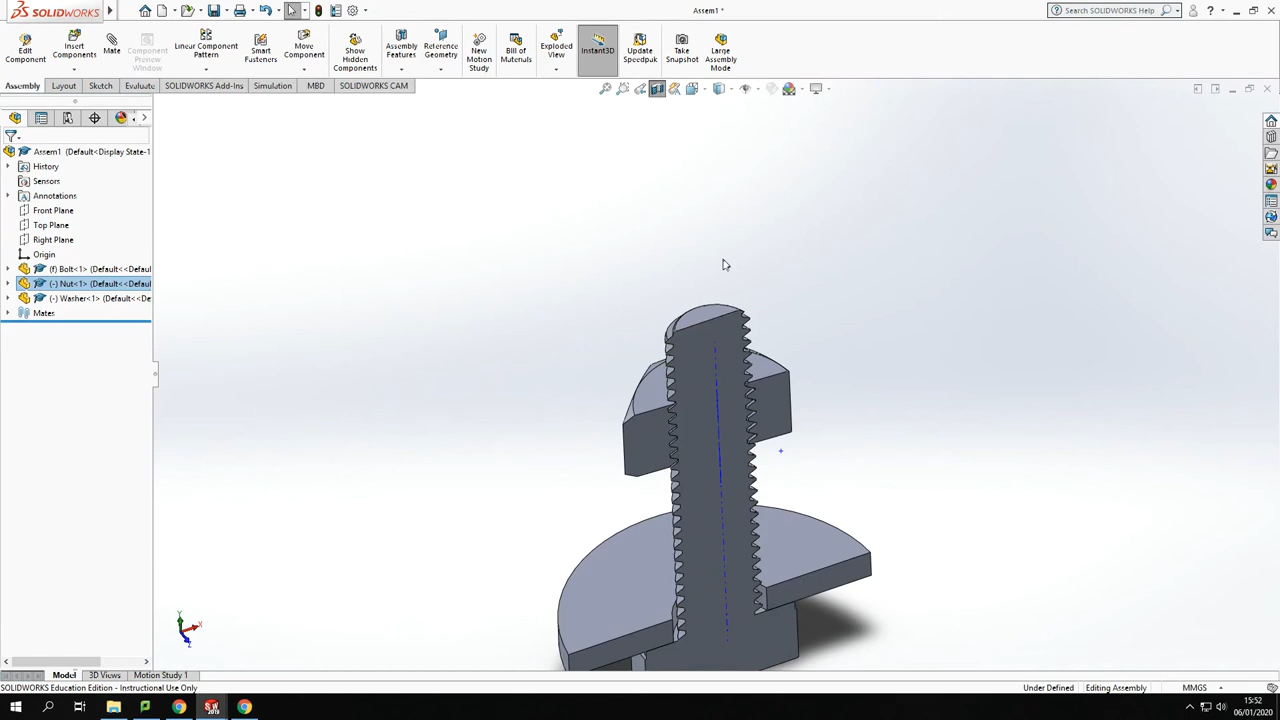 SOLIDWORKS
Assem1 *
Search SOLIDWORKS Help
Edit Component
Insert Components
Mate
Component Preview Window
Linear Component Pattern
Smart Fasteners
Move Component
Show Hidden Components
Assembly Features
Reference Geometry
New Motion Study
Bill of Materials
Exploded View
Instant3D
Update Speedpak
Take Snapshot
Large Assembly Mode
Assembly
Layout
Sketch
Evaluate
SOLIDWORKS Add-Ins
Simulation
MBD
SOLIDWORKS CAM
Assem1 (Default<Display State-1
History
Sensors
Annotations
Front Plane
Top Plane
Right Plane
Origin
(f) Bolt<1> (Default<<Defaul
(-) Nut<1> (Default<<Defaul
(-) Washer<1> (Default<<De
Mates
Y
X
Z
Model
3D Views
Motion Study 1
SOLIDWORKS Education Edition - Instructional Use Only
Under Defined
Editing Assembly
MMGS
15:52
06/01/2020